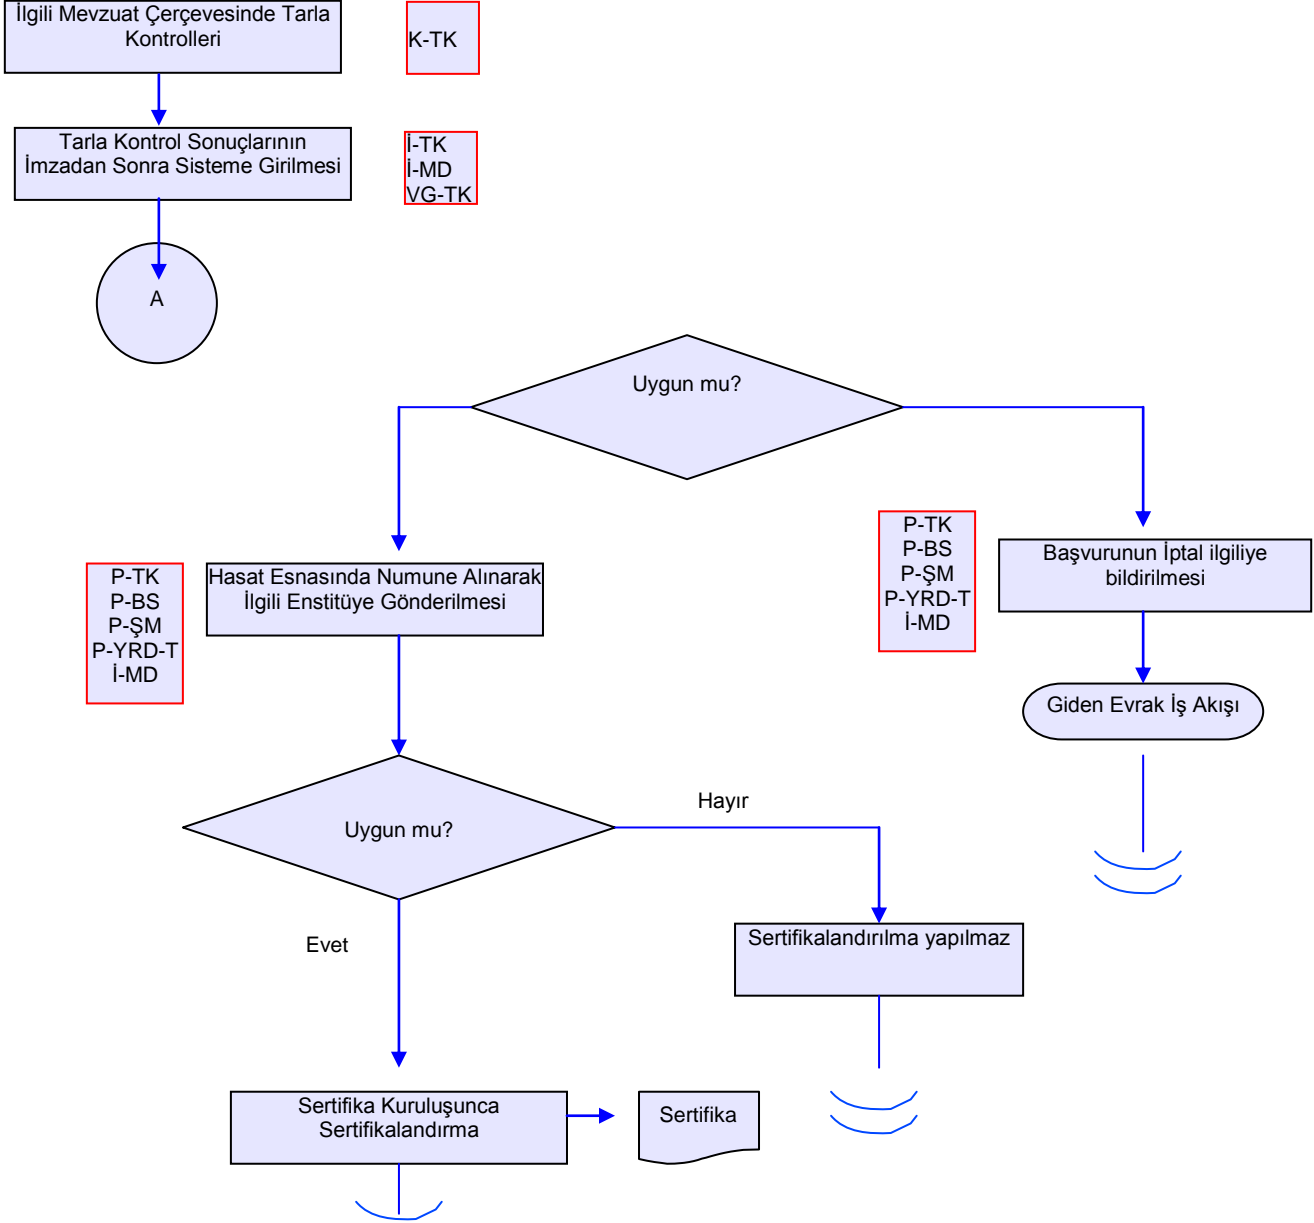 İlgili Mevzuat Çerçevesinde Tarla
Kontrolleri
K-TK
Tarla Kontrol Sonuçlarının
İmzadan Sonra Sisteme Girilmesi
İ-TK
İ-MD
VG-TK
A
Uygun mu?
P-TK
P-BS
P-ŞM
P-YRD-T
İ-MD
Başvurunun İptal ilgiliye
bildirilmesi
P-TK
P-BS
P-ŞM
P-YRD-T
İ-MD
Hasat Esnasında Numune Alınarak
İlgili Enstitüye Gönderilmesi
Giden Evrak İş Akışı
Uygun mu?
Hayır
Evet
Sertifikalandırılma yapılmaz
Sertifika Kuruluşunca
Sertifikalandırma
Sertifika